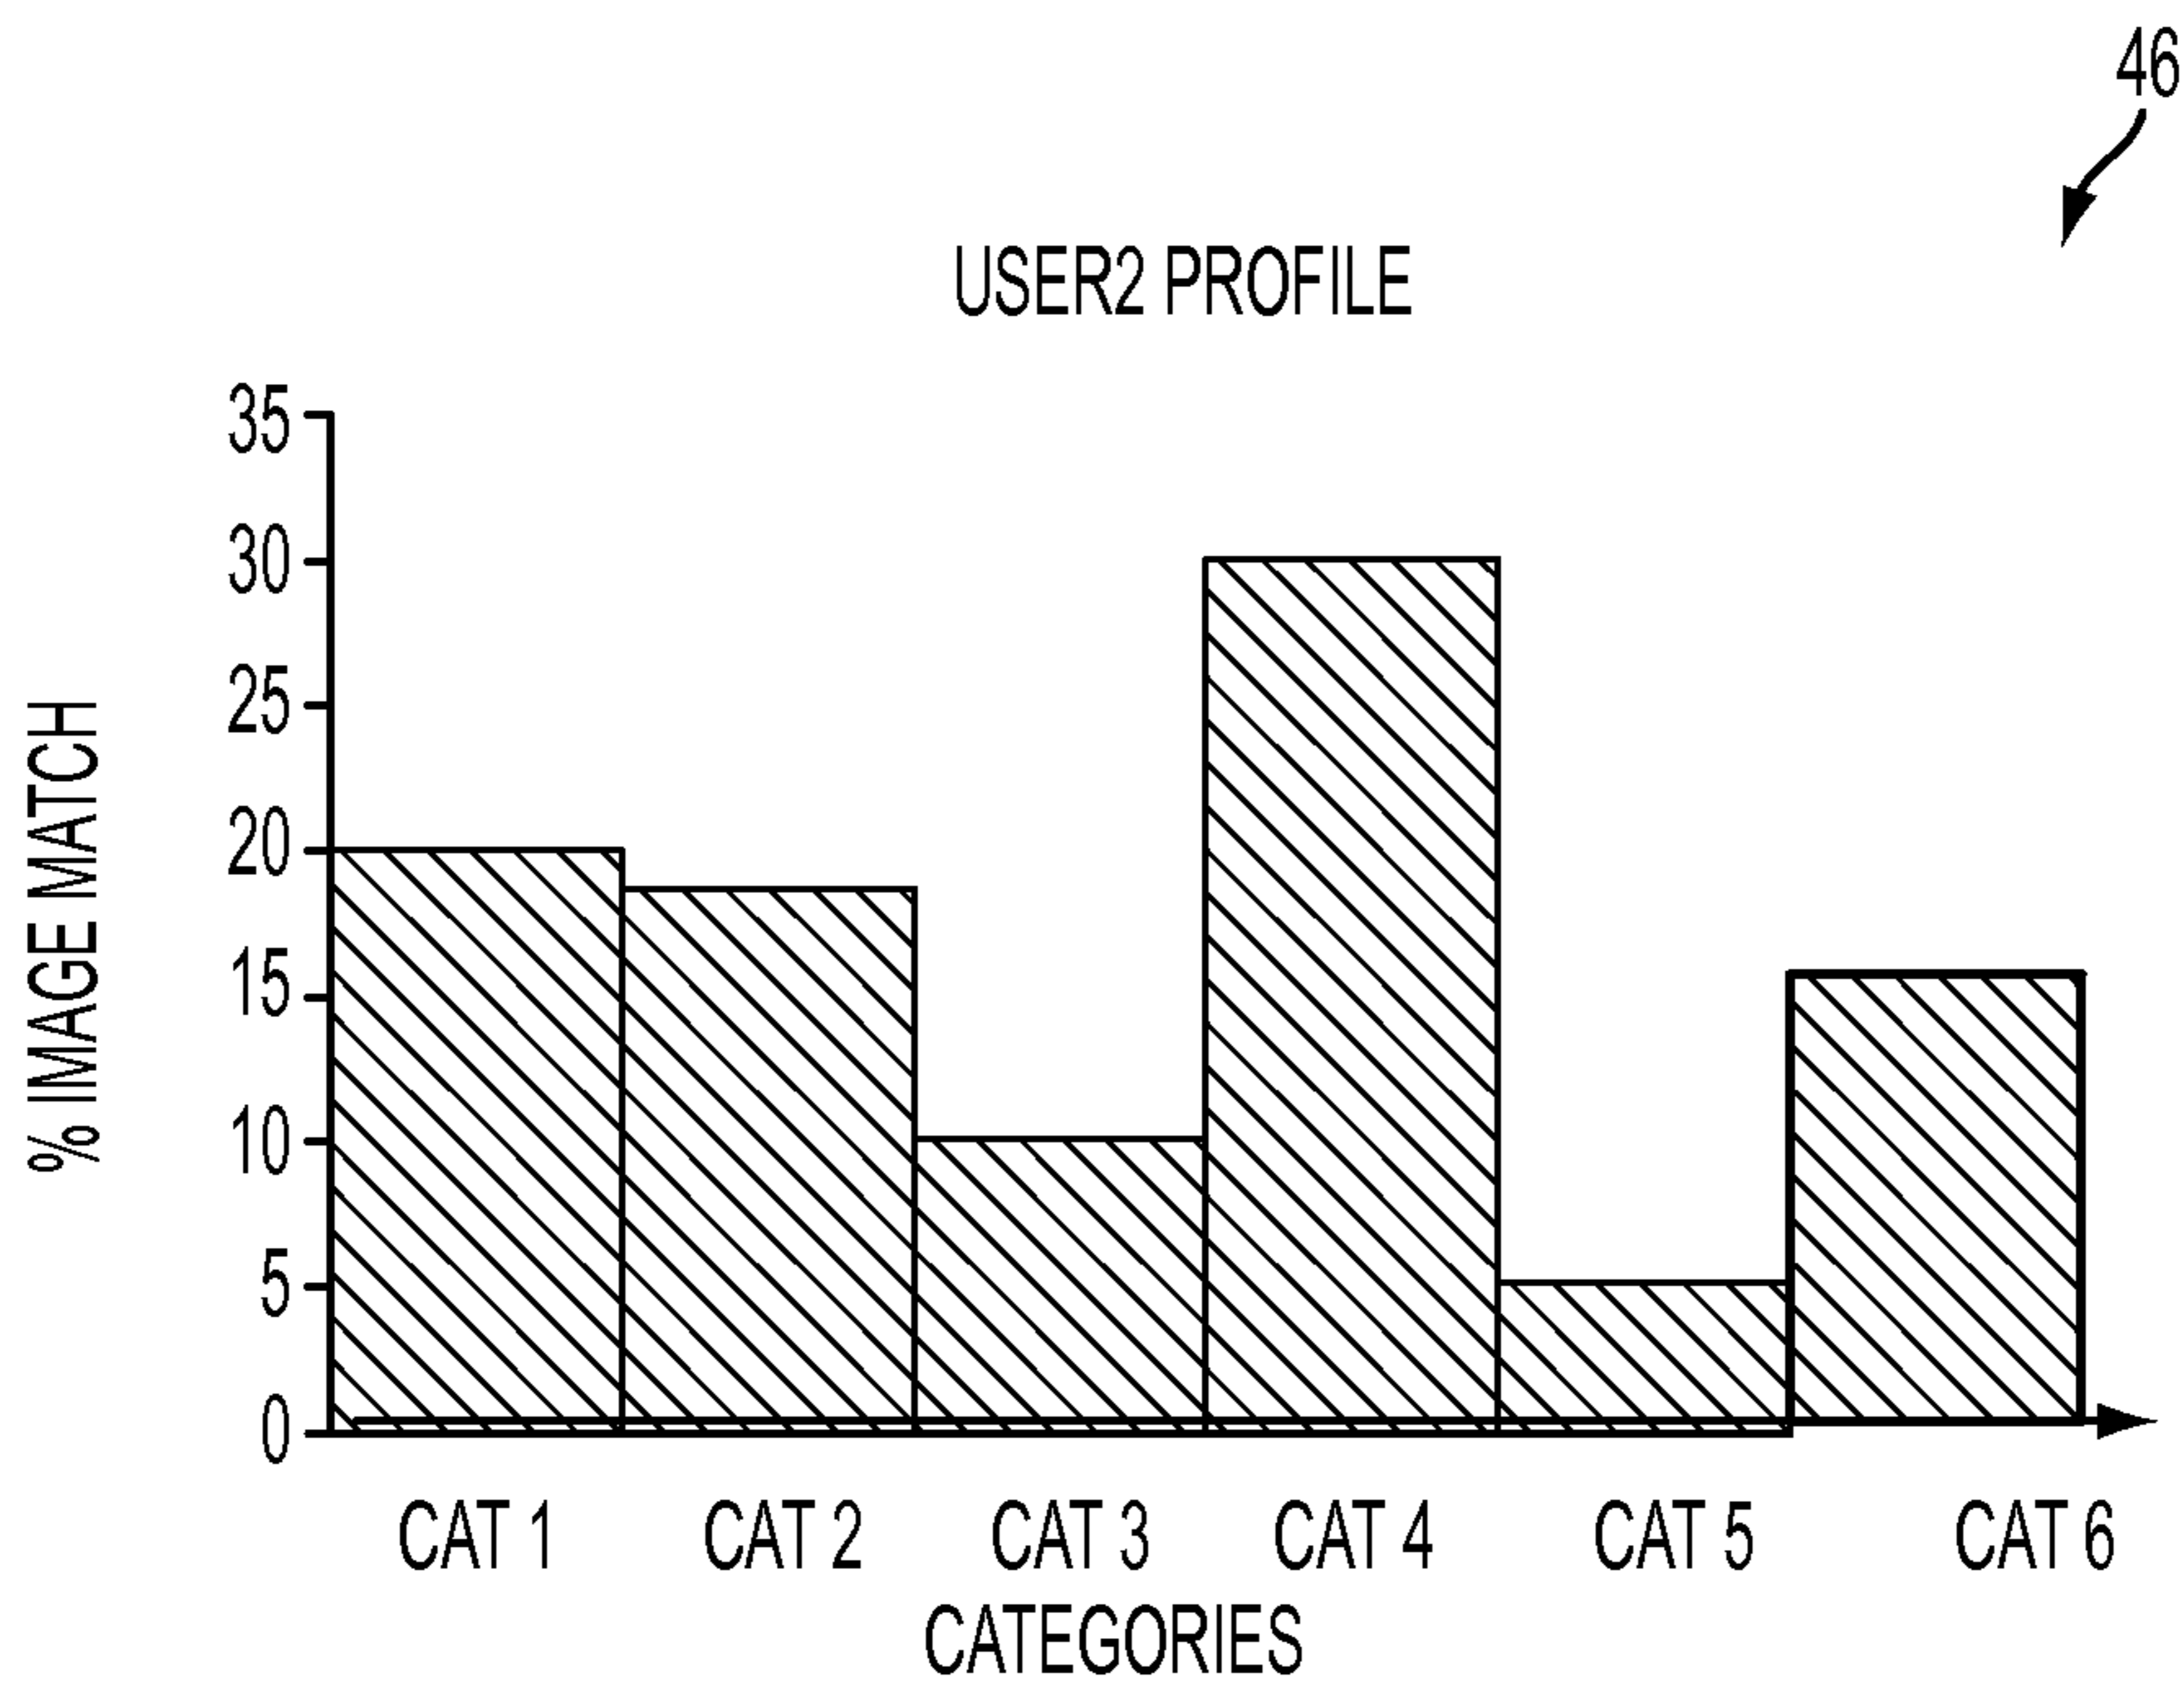 46
USER2 PROFILE
% IMAGE MATCH
35
30
25
20
15
10
5
0
CAT 1 CAT 2 CAT 3 CAT 4 CAT 5 CAT 6
CATEGORIES